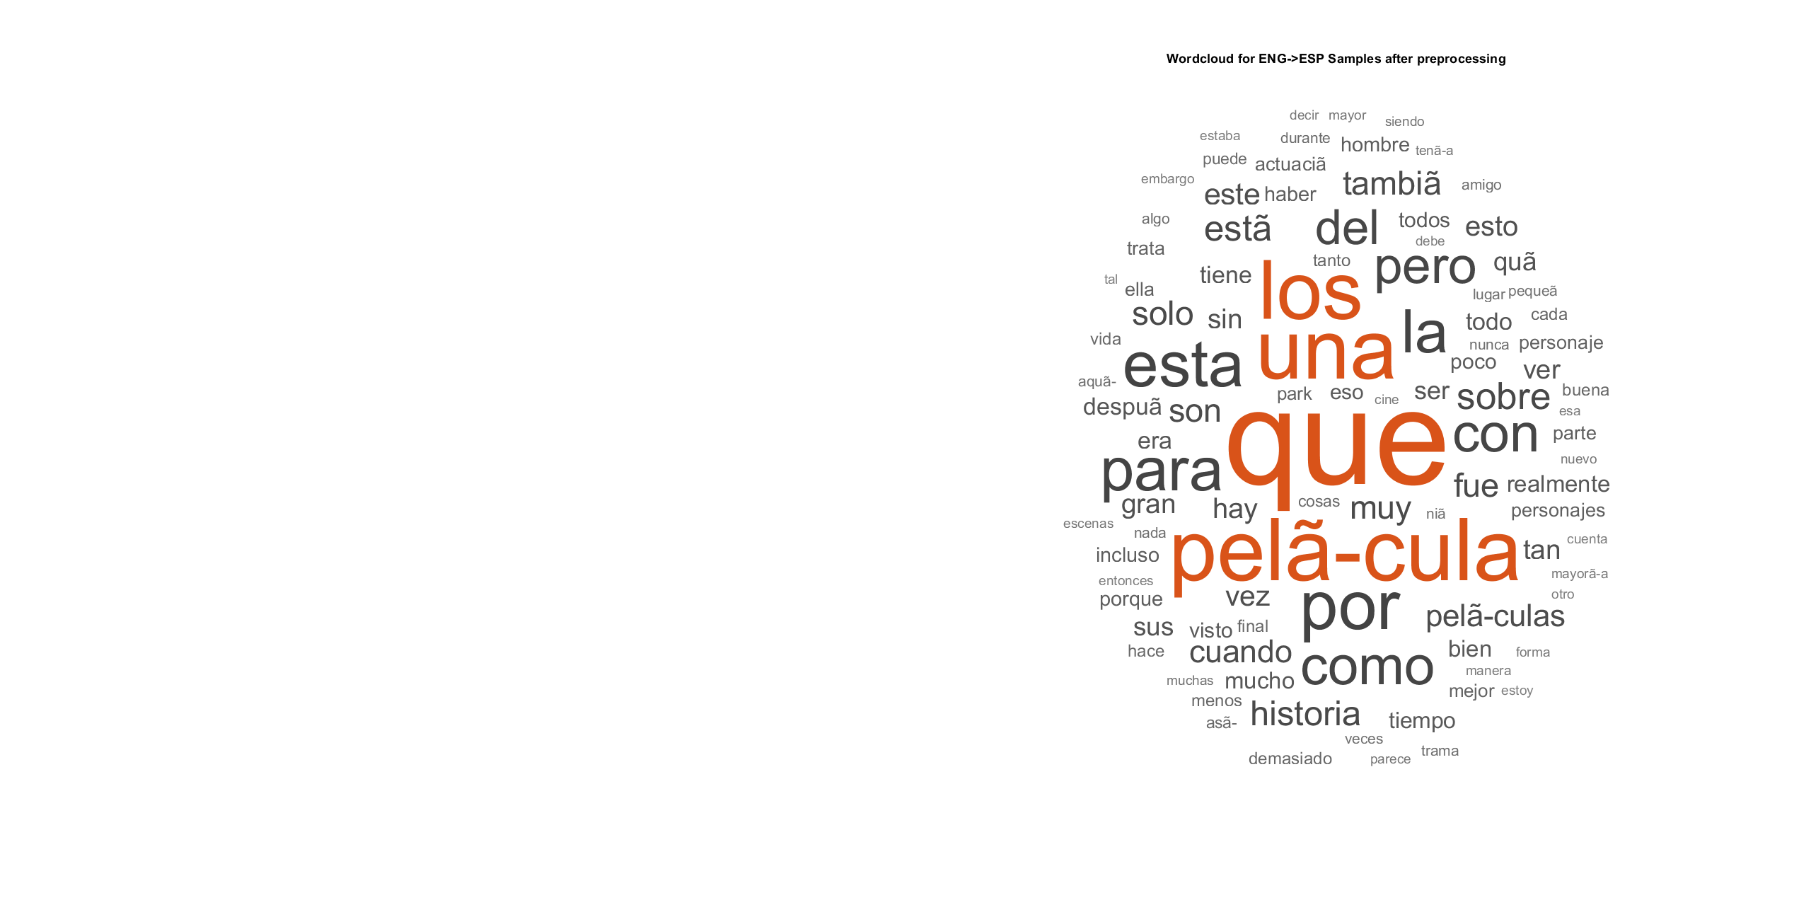 Wordcloud for ENG->ESP Samples after preprocessing
decir mayor siendo
estaba durante hombre tenã-a
puede actuaciã
embargo este haber tambiã amigo
algo estã del todos esto
trata debe
tanto pero quã
tal ella tiene los lugar pequeã
solo sin la todo cada
vida una nunca personaje
esta poco ver
aquã- park eso cine ser sobre buena
despuã son esa
era que con parte
para nuevo
gran hay cosas muy niã fue realmente
personajes
escenas nada pelã-cula tan cuenta
incluso
entonces mayorã-a
porque vez por otro
pelã-culas
sus visto final
hace cuando como bien forma
manera
muchas mucho mejor estoy
menos
asã- historia tiempo
veces
demasiado parece trama